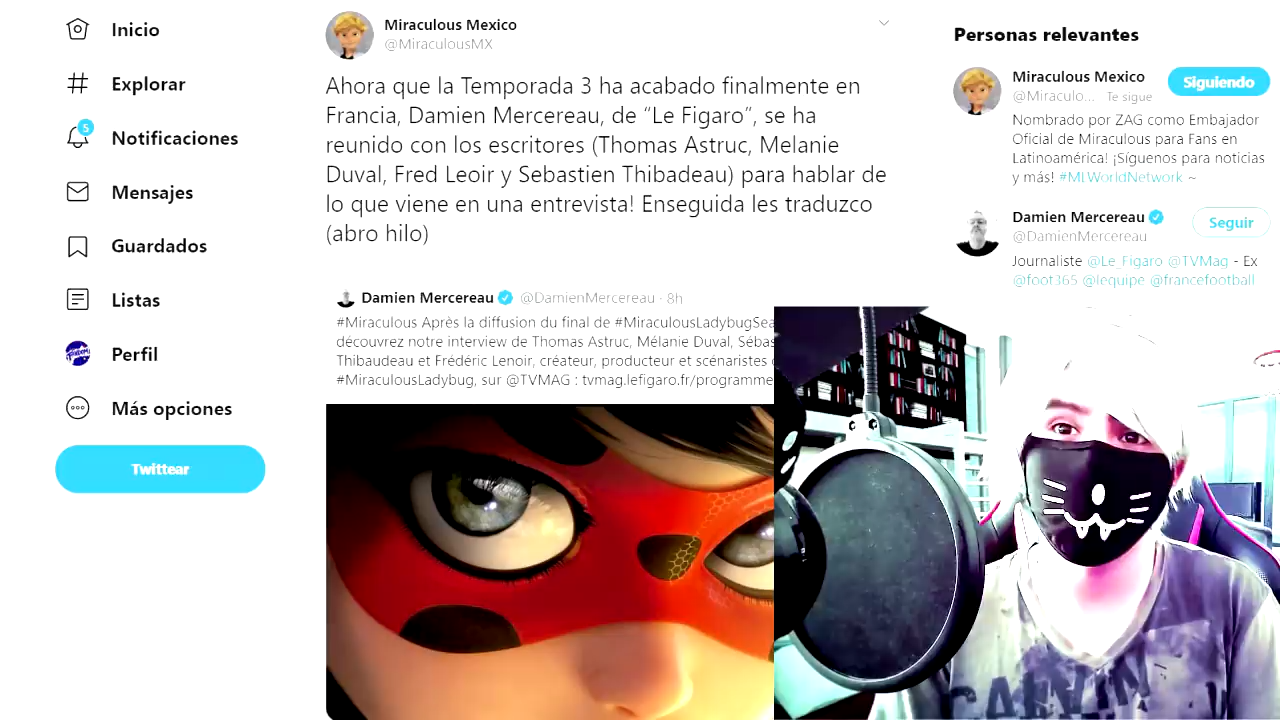 Inicio
Explorar
5
Notificaciones
Mensajes
Guardados
Listas
Perfil
Más opciones
Twittear
Miraculous Mexico
@MiraculousMX
Ahora que la Temporada 3 ha acabado finalmente en
Francia, Damien Mercereau, de “Le Figaro”, se ha
reunido con los escritores (Thomas Astruc, Melanie
Duval, Fred Leoir y Sebastien Thibadeau) para hablar de
lo que viene en una entrevista! Enseguida les traduzco
(abro hilo)
Damien Mercereau @DamienMercereau · 8h
#Miraculous Après la diffusion du final de #MiraculousLadybugSea
découvrez notre interview de Thomas Astruc, Mélanie Duval, Sébas
Thibaudeau et Frédéric Lenoir, créateur, producteur et scénaristes
#MiraculousLadybug, sur @TVMAG : tvmag.lefigaro.fr/programme
Personas relevantes
Miraculous Mexico
@Miraculo... Te sigue
Siguiendo
Nombrado por ZAG como Embajador
Oficial de Miraculous para Fans en
Latinoamérica! ¡Síguenos para noticias
y más! #MLWorldNetwork ~
Damien Mercereau
@DamienMercereau
Seguir
Journaliste @Le_Figaro @TVMag - Ex
@foot365 @lequipe @francefootball
CALVIN